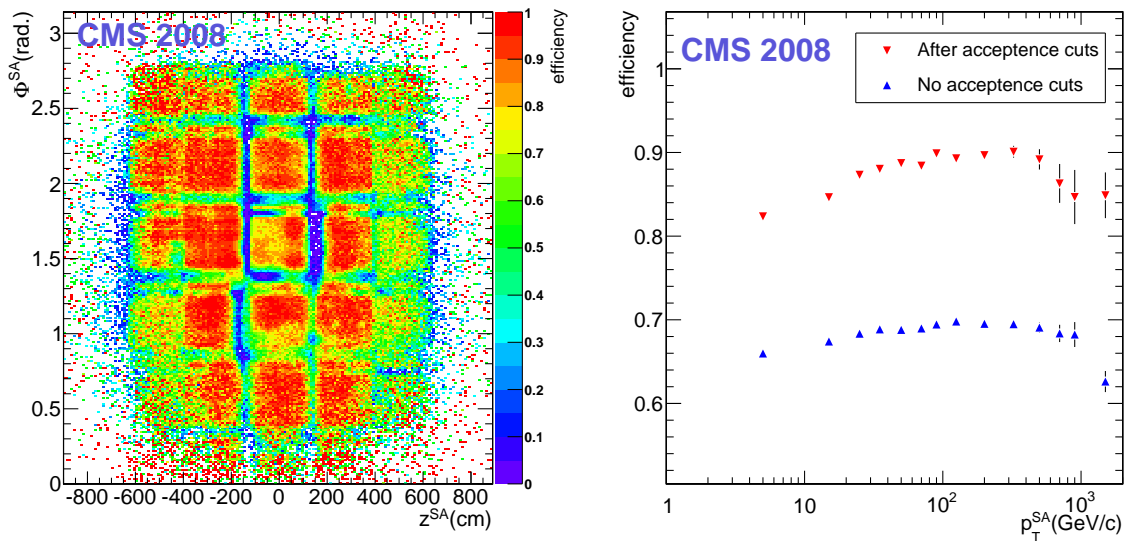 CMS 2008
Φ^SA(rad.)
3
2.5
2
1.5
1
0.5
0
-800 -600 -400 -200 0 200 400 600 800
z^SA(cm)
efficiency
1
0.9
0.8
0.7
0.6
0.5
0.4
0.3
0.2
0.1
0
CMS 2008
After acceptence cuts
No acceptence cuts
efficiency
1
0.9
0.8
0.7
0.6
1 10 10^2 10^3
p_T^SA(GeV/c)